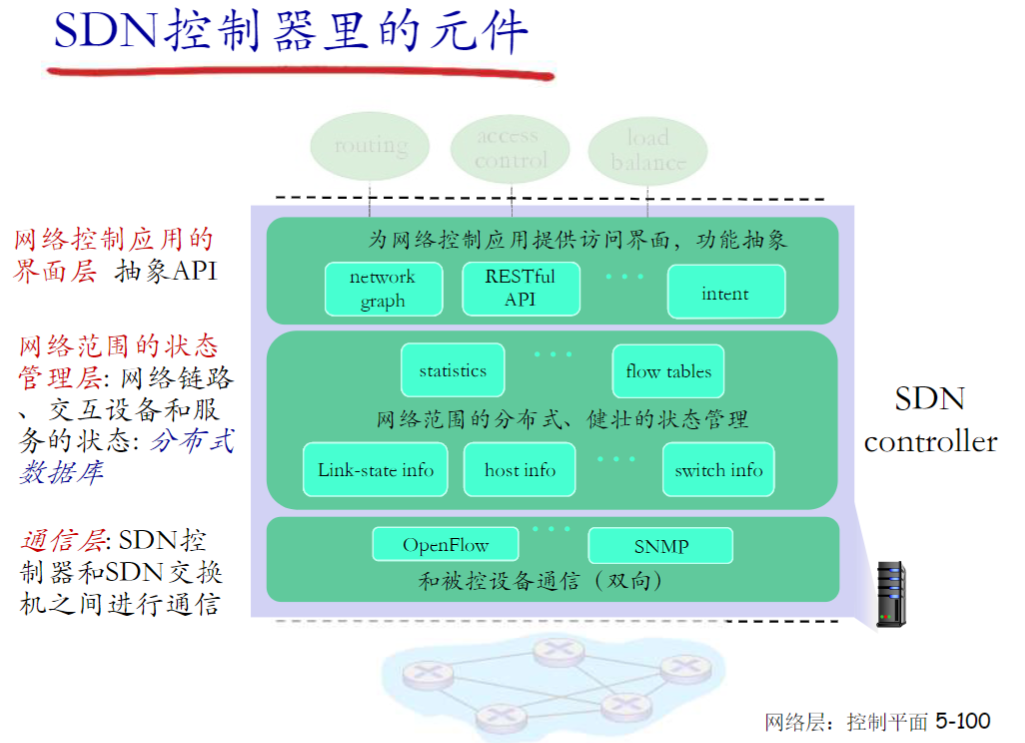 SDN控制器里的元件
routing
access
control
load
balance
网络控制应用的
界面层 抽象API
为网络控制应用提供访问界面，功能抽象
network
graph
RESTful
API
intent
网络范围的状态
管理层: 网络链路
、交互设备和服
务的状态: 分布式
数据库
statistics
flow tables
网络范围的分布式、健壮的状态管理
Link-state info
host info
switch info
SDN
controller
通信层: SDN控
制器和SDN交换
机之间进行通信
OpenFlow
SNMP
和被控设备通信（双向）
网络层：控制平面 5-100